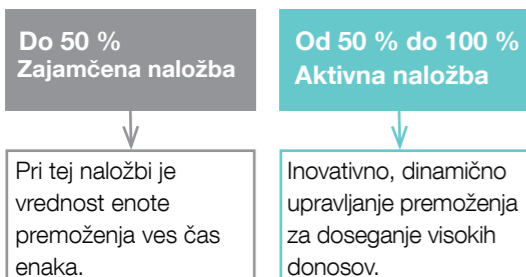 Do 50 %
Zajamčena naložba
Od 50 % do 100 %
Aktivna naložba
Pri tej naložbi je
vrednost enote
premoženja ves čas
enaka.
Inovativno, dinamično
upravljanje premoženja
za doseganje visokih
donosov.